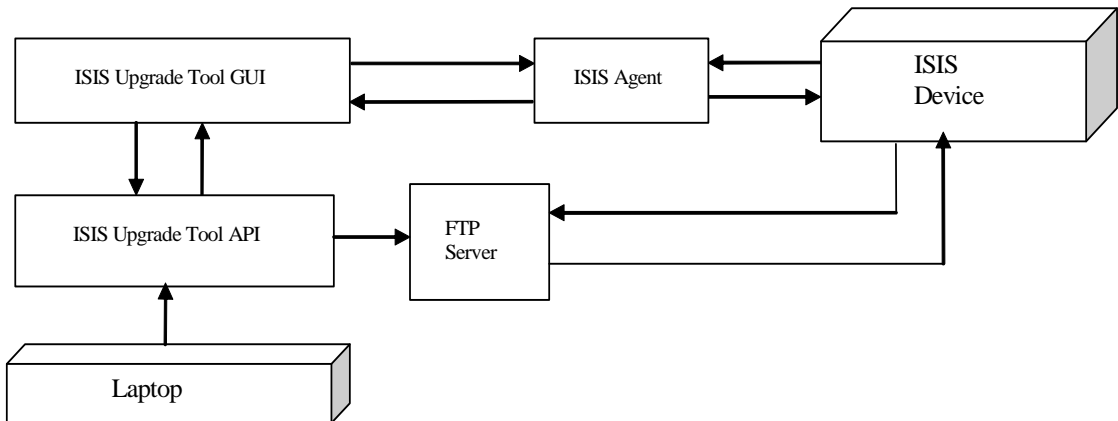 ISIS Upgrade Tool GUI
ISIS Agent
ISIS
Device
ISIS Upgrade Tool API
FTP
Server
Laptop